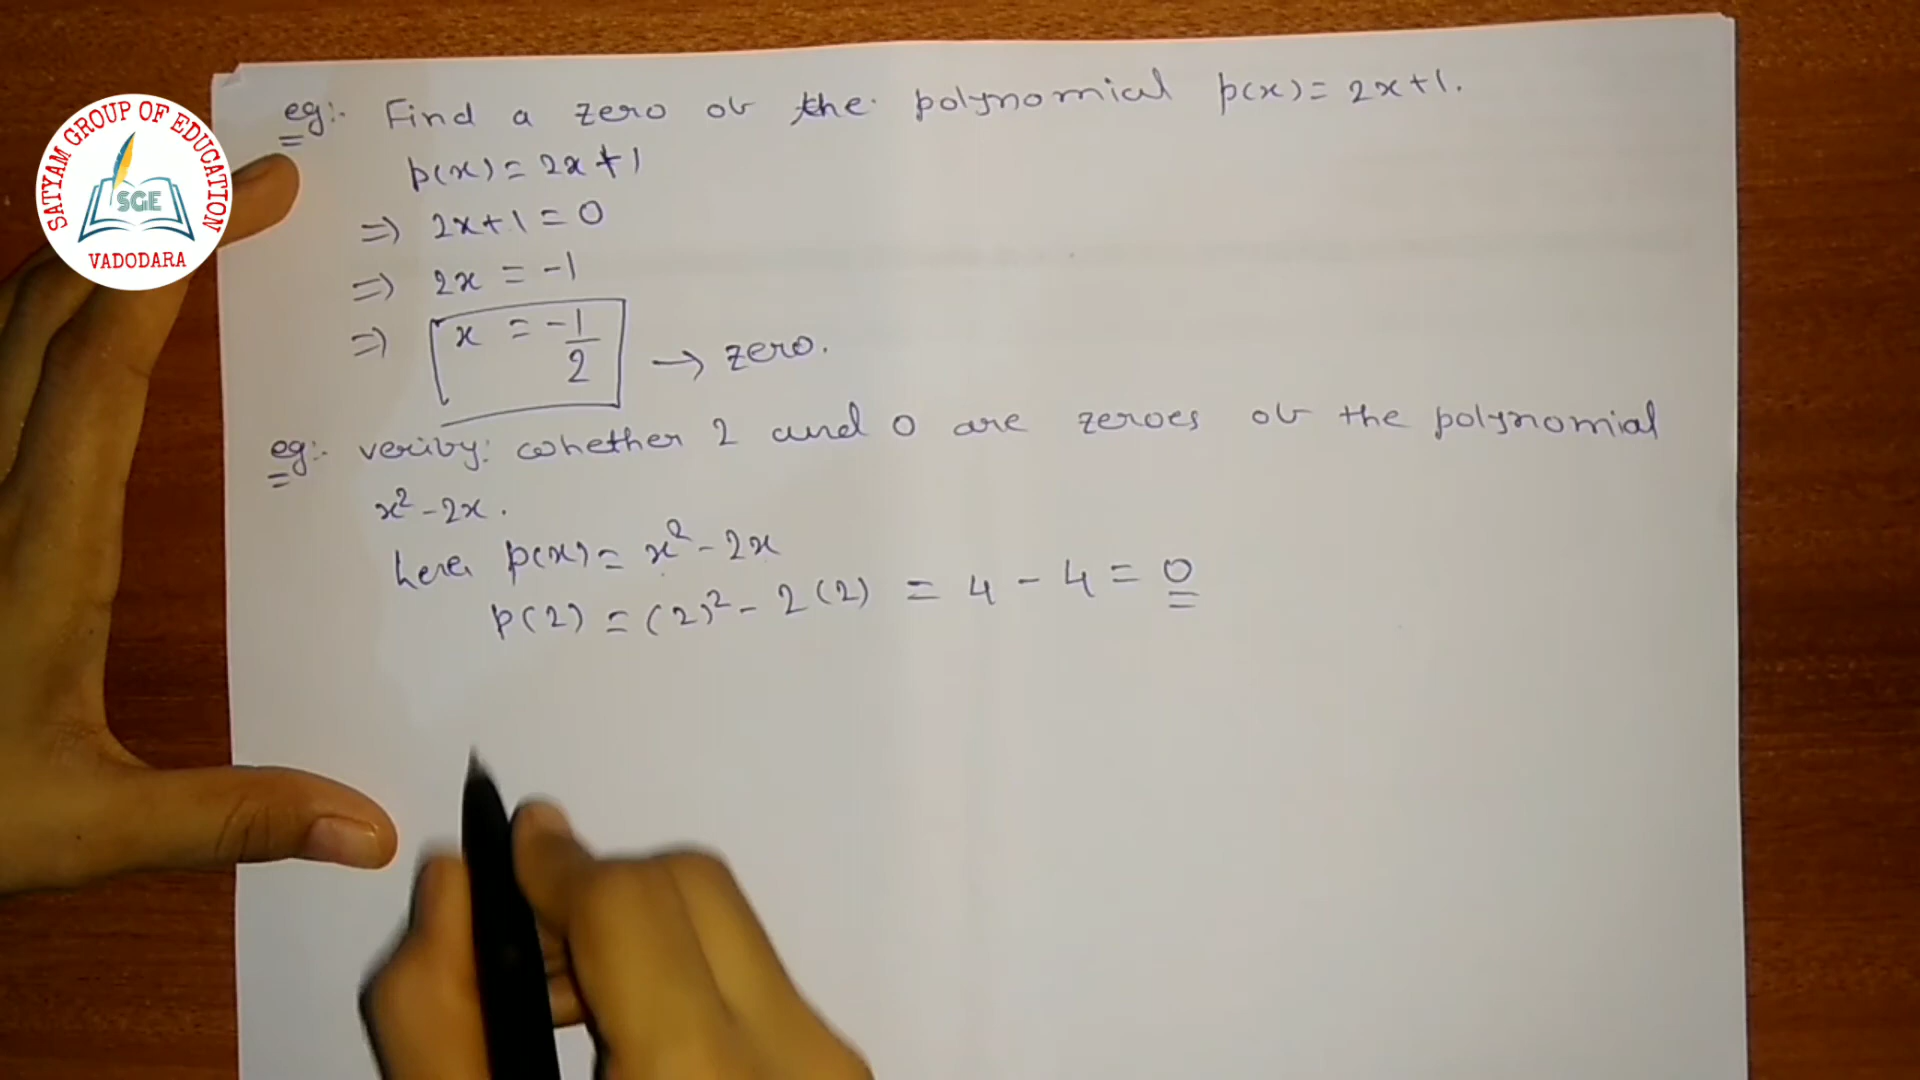 SATYAM GROUP OF EDUCATION
SGE
VADODARA
eg:- Find a zero of the polynomial p(x) = 2x+1.
p(x) = 2x+1
=> 2x+1 = 0
=> 2x = -1
=> x = -1/2 → zero.
eg:- verify: whether 2 and 0 are zeroes of the polynomial
x² - 2x.
here p(x) = x² - 2x
p(2) = (2)² - 2(2) = 4 - 4 = 0